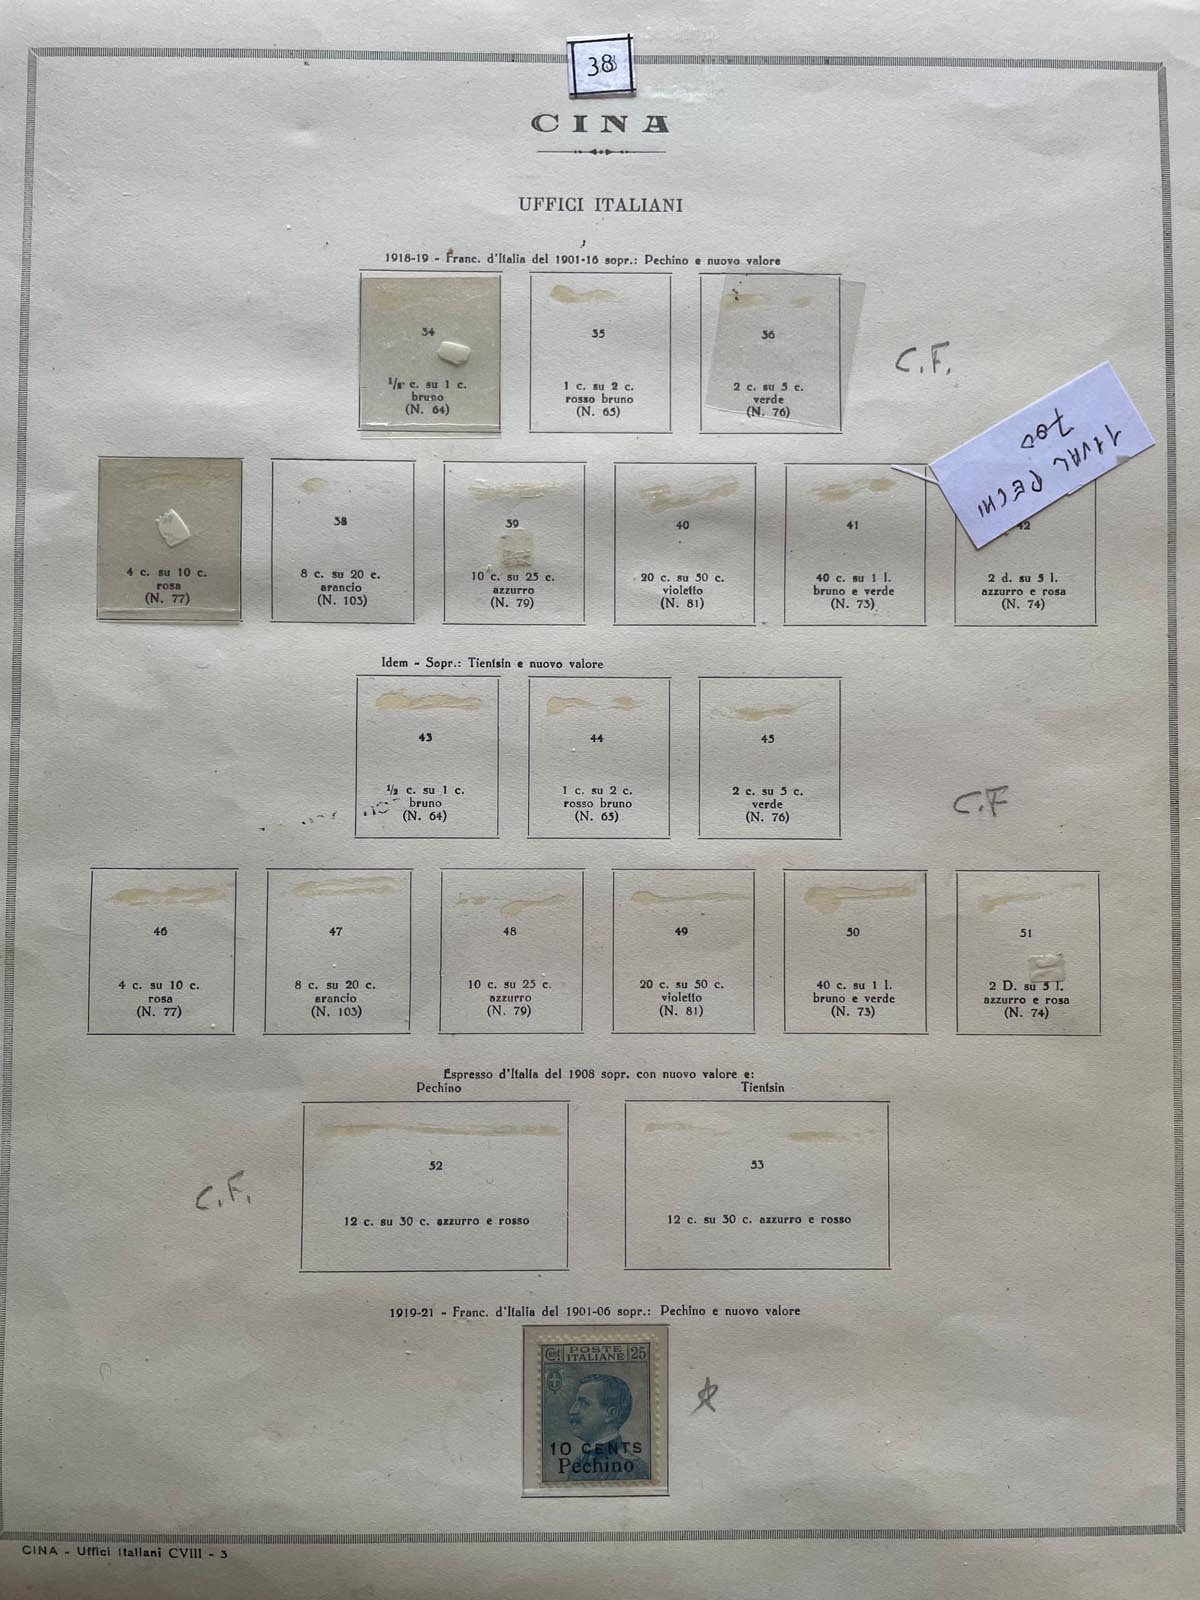 38
CINA
UFFICI ITALIANI
1918-19 - Franc. d'Italia del 1901-16 sopr.: Pechino e nuovo valore
34
1/2 c. su 1 c.
bruno
(N. 64)
35
1 c. su 2 c.
rosso bruno
(N. 65)
36
2 c. su 5 c.
verde
(N. 76)
C.F.
11 VAL PECHI
700
4 c. su 10 c.
rosa
(N. 77)
38
8 c. su 20 c.
arancio
(N. 103)
39
10 c. su 25 c.
azzurro
(N. 79)
40
20 c. su 50 c.
violetto
(N. 81)
41
40 c. su 1 l.
bruno e verde
(N. 73)
42
2 d. su 5 l.
azzurro e rosa
(N. 74)
Idem - Sopr.: Tientsin e nuovo valore
43
1/2 c. su 1 c.
bruno
(N. 64)
44
1 c. su 2 c.
rosso bruno
(N. 65)
45
2 c. su 5 c.
verde
(N. 76)
C.F
46
4 c. su 10 c.
rosa
(N. 77)
47
8 c. su 20 c.
arancio
(N. 103)
48
10 c. su 25 c.
azzurro
(N. 79)
49
20 c. su 50 c.
violetto
(N. 81)
50
40 c. su 1 l.
bruno e verde
(N. 73)
51
2 D. su 5 l.
azzurro e rosa
(N. 74)
Espresso d'Italia del 1908 sopr. con nuovo valore e:
Pechino
Tientsin
52
12 c. su 30 c. azzurro e rosso
53
12 c. su 30 c. azzurro e rosso
C.F.
1919-21 - Franc. d'Italia del 1901-06 sopr.: Pechino e nuovo valore
Cent. POSTE ITALIANE 25
10 CENTS
Pechino
CINA - Uffici Italiani CVIII - 3